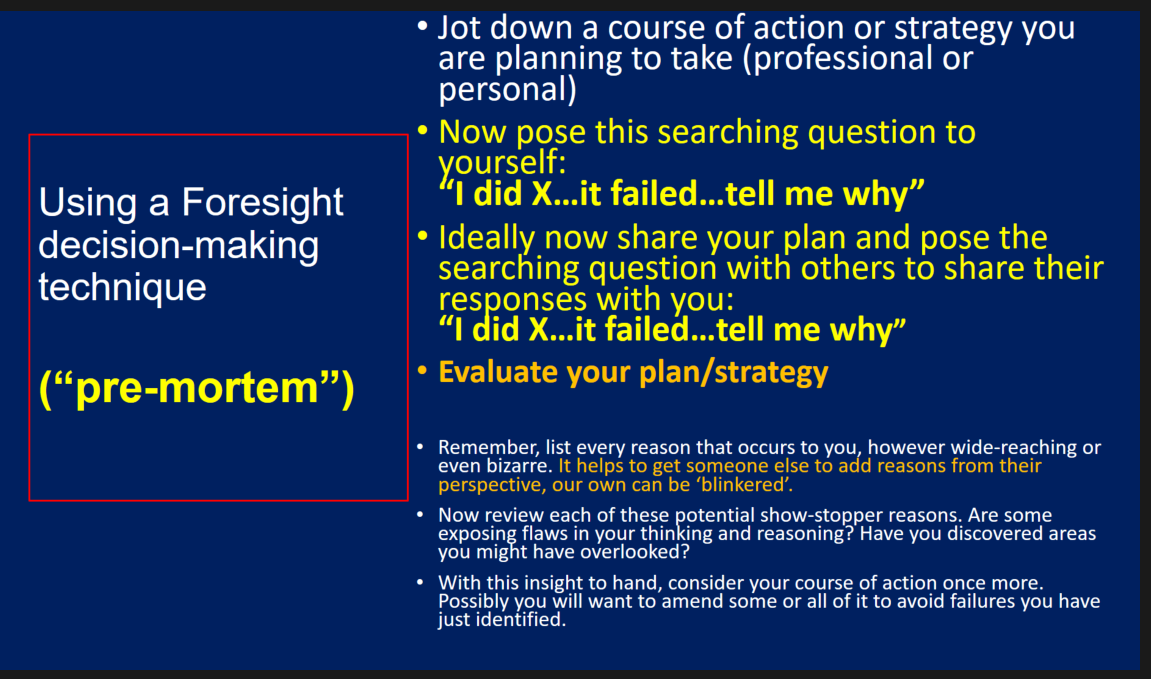 Using a Foresight
decision-making
technique
(“pre-mortem”)
• Jot down a course of action or strategy you
are planning to take (professional or
personal)
• Now pose this searching question to
yourself:
“I did X...it failed...tell me why”
• Ideally now share your plan and pose the
searching question with others to share their
responses with you:
“I did X...it failed...tell me why”
• Evaluate your plan/strategy
• Remember, list every reason that occurs to you, however wide-reaching or
even bizarre. It helps to get someone else to add reasons from their
perspective, our own can be ‘blinkered’.
• Now review each of these potential show-stopper reasons. Are some
exposing flaws in your thinking and reasoning? Have you discovered areas
you might have overlooked?
• With this insight to hand, consider your course of action once more.
Possibly you will want to amend some or all of it to avoid failures you have
just identified.